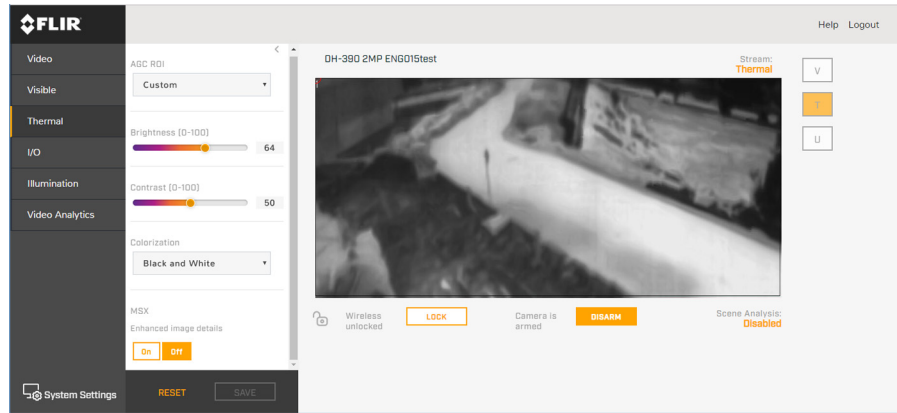 FLIR
Help Logout
Video
Visible
Thermal
I/O
Illumination
Video Analytics
System Settings
<
AGC ROI
Custom
Brightness (0-100)
64
Contrast (0-100)
50
Colorization
Black and White
MSX
Enhanced image details
On Off
RESET SAVE
DH-390 2MP ENG015test
Stream:
Thermal
V
T
U
Wireless
unlocked
LOCK
Camera is
armed
DISARM
Scene Analysis:
Disabled